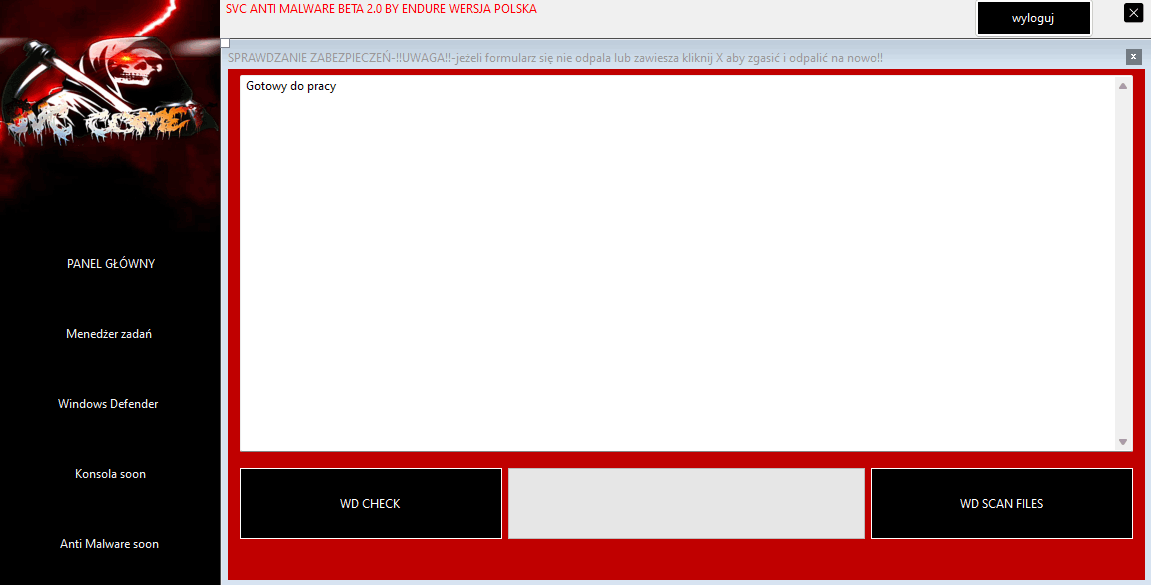 SVC ANTI MALWARE BETA 2.0 BY ENDURE WERSJA POLSKA
wyloguj
SPRAWDZANIE ZABEZPIECZEŃ-!!UWAGA!!-jeżeli formularz się nie odpala lub zawiesza kliknij X aby zgasić i odpalić na nowo!!
x
Gotowy do pracy
PANEL GŁÓWNY
Menedżer zadań
Windows Defender
Konsola soon
Anti Malware soon
WD CHECK
WD SCAN FILES